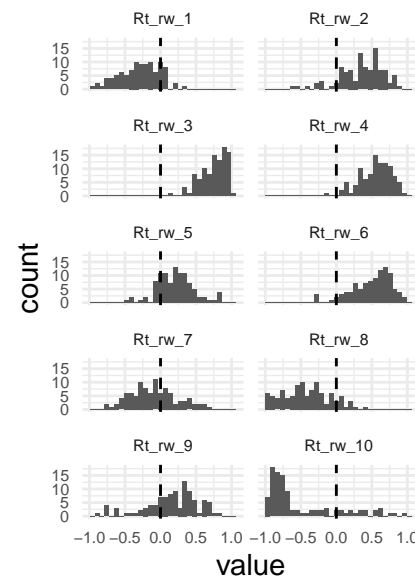 Rt_rw_1 Rt_rw_2
15
10
5
0
Rt_rw_3 Rt_rw_4
15
10
5
0
Rt_rw_5 Rt_rw_6
15
10
5
0
Rt_rw_7 Rt_rw_8
15
10
5
0
Rt_rw_9 Rt_rw_10
15
10
5
0
−1.0 −0.5 0.0 0.5 1.0 −1.0 −0.5 0.0 0.5 1.0
count
value